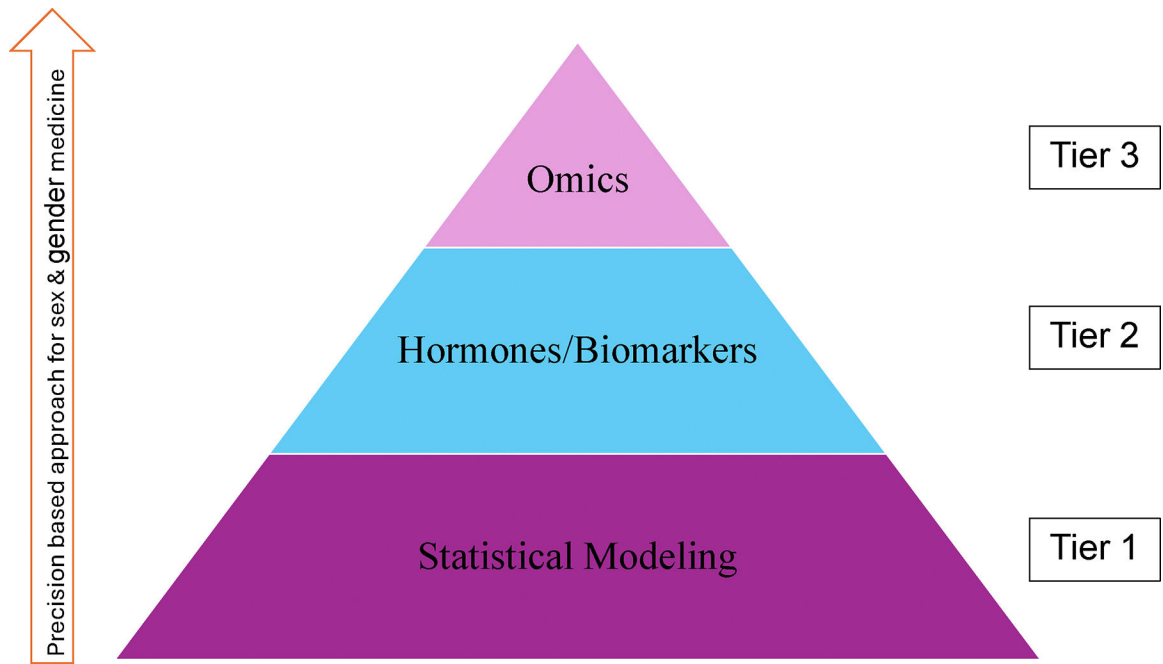 Precision based approach for sex & gender medicine
Omics
Tier 3
Hormones/Biomarkers
Tier 2
Statistical Modeling
Tier 1